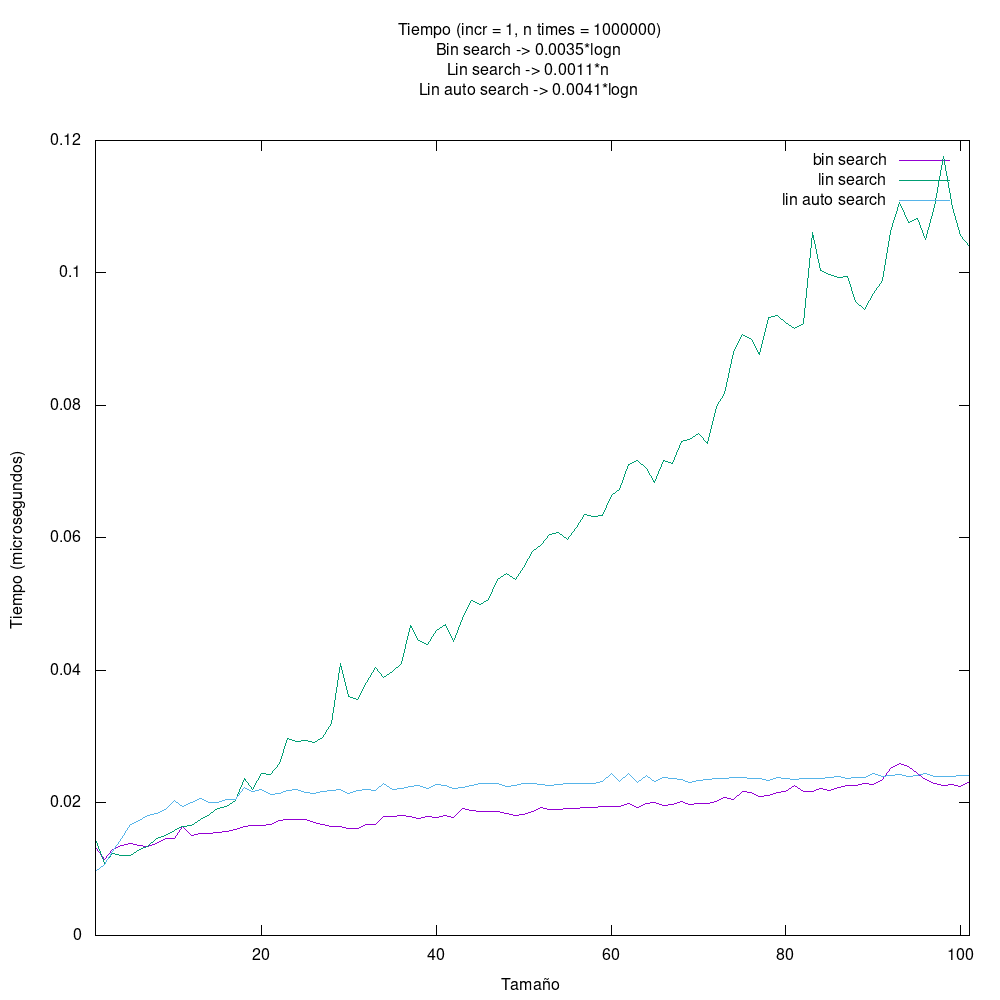 Tiempo (incr = 1, n times = 1000000)
Bin search -> 0.0035*logn
Lin search -> 0.0011*n
Lin auto search -> 0.0041*logn
0.12
0.1
0.08
0.06
0.04
0.02
0
bin search
lin search
lin auto search
Tiempo (microsegundos)
20
40
60
80
100
Tamaño